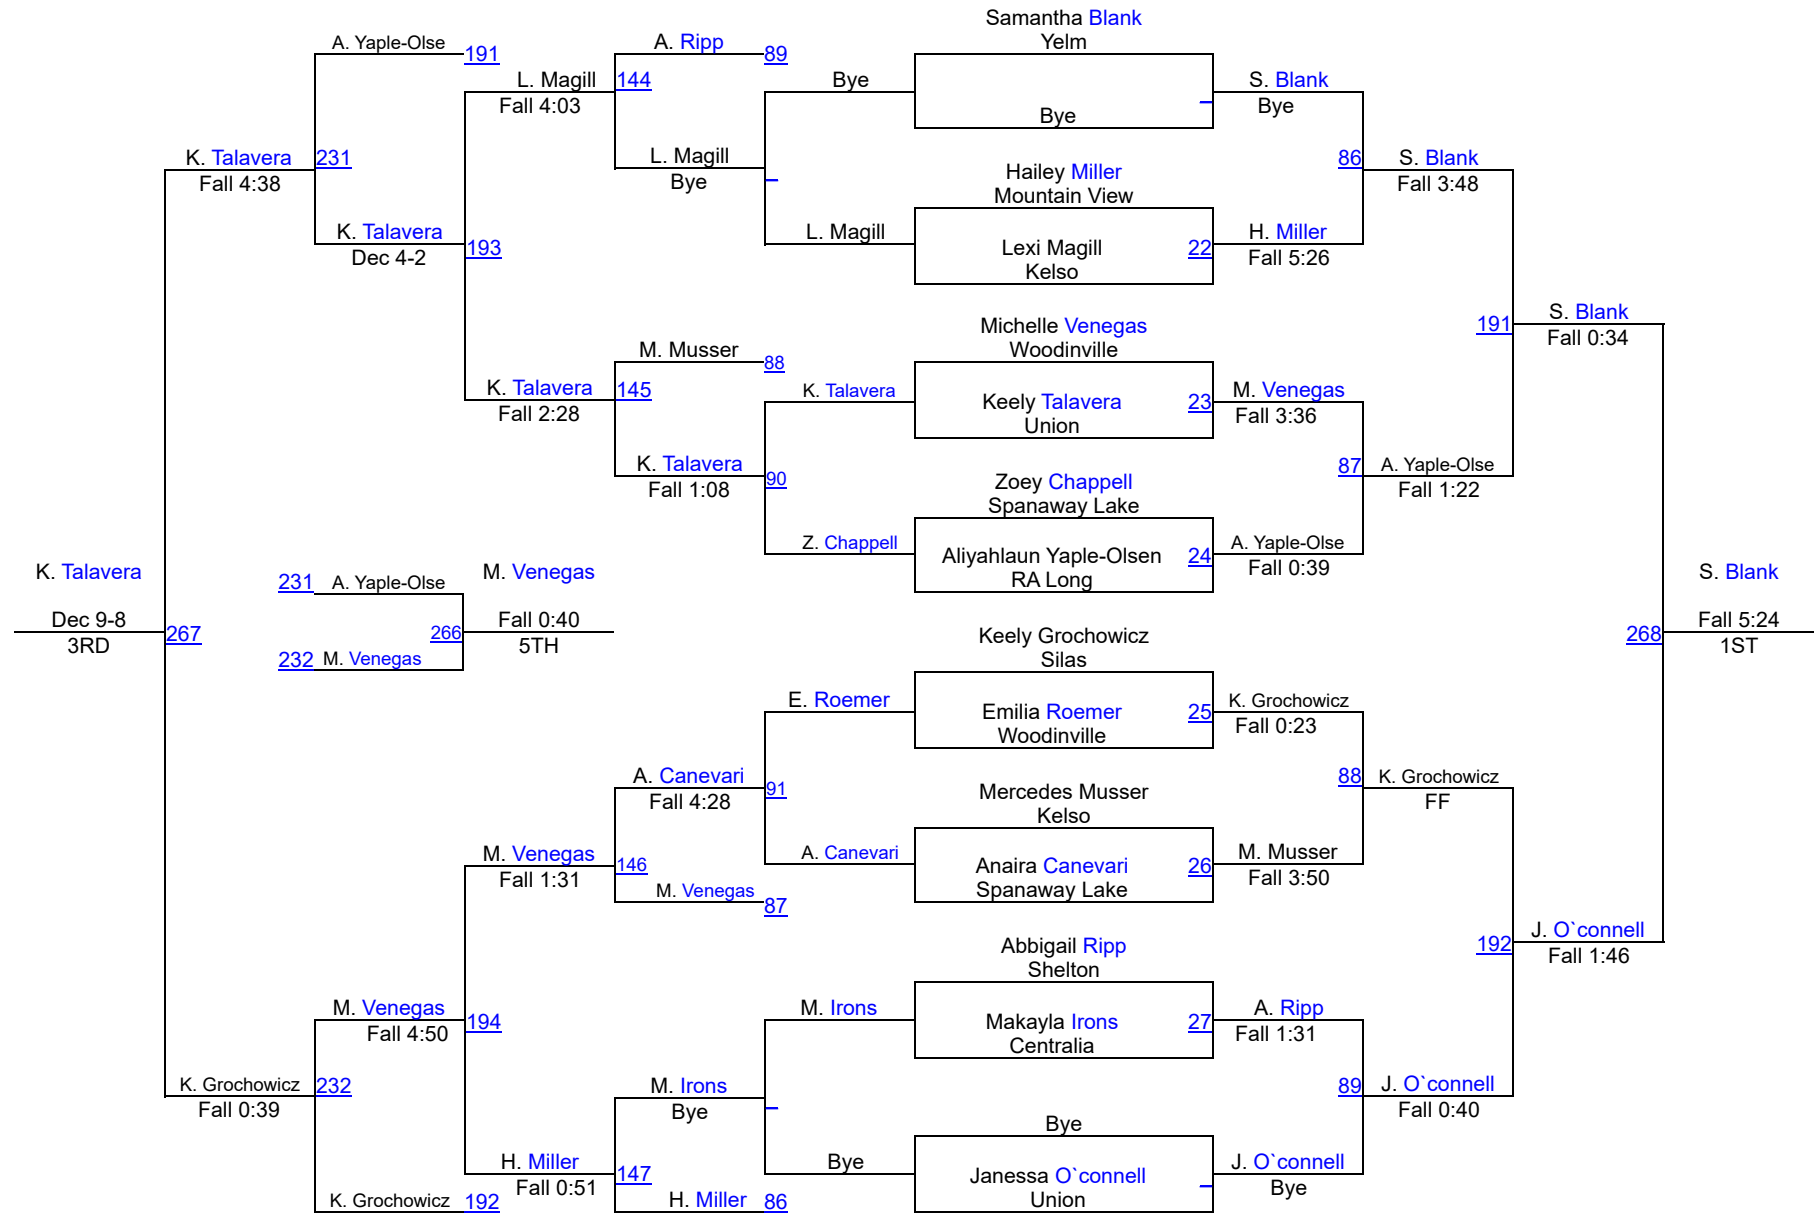 Samantha Blank
Yelm
A. Yaple-Olse
191
A. Ripp
89
L. Magill
144
Fall 4:03
Bye
S. Blank
Bye
Bye
K. Talavera
231
Fall 4:38
L. Magill
Bye
86
S. Blank
Fall 3:48
Hailey Miller
Mountain View
K. Talavera
193
Dec 4-2
L. Magill
Lexi Magill
22
Kelso
H. Miller
Fall 5:26
Michelle Venegas
Woodinville
191
S. Blank
Fall 0:34
M. Musser
88
K. Talavera
145
Fall 2:28
K. Talavera
Keely Talavera
23
Union
M. Venegas
Fall 3:36
K. Talavera
90
Fall 1:08
87
A. Yaple-Olse
Fall 1:22
Zoey Chappell
Spanaway Lake
Z. Chappell
Aliyahlaun Yaple-Olsen
24
RA Long
A. Yaple-Olse
Fall 0:39
K. Talavera
231
A. Yaple-Olse
M. Venegas
S. Blank
Dec 9-8
267
3RD
266
Fall 0:40
5TH
232
M. Venegas
268
Fall 5:24
1ST
Keely Grochowicz
Silas
E. Roemer
Emilia Roemer
25
Woodinville
K. Grochowicz
Fall 0:23
A. Canevari
91
Fall 4:28
88
K. Grochowicz
FF
Mercedes Musser
Kelso
M. Venegas
146
Fall 1:31
A. Canevari
Anaira Canevari
26
Spanaway Lake
M. Musser
Fall 3:50
M. Venegas
87
Abbigail Ripp
Shelton
192
J. O`connell
Fall 1:46
M. Venegas
194
Fall 4:50
M. Irons
Makayla Irons
27
Centralia
A. Ripp
Fall 1:31
K. Grochowicz
232
Fall 0:39
M. Irons
Bye
89
J. O`connell
Fall 0:40
Bye
H. Miller
147
Fall 0:51
Bye
Janessa O`connell
Union
J. O`connell
Bye
K. Grochowicz
192
H. Miller
86